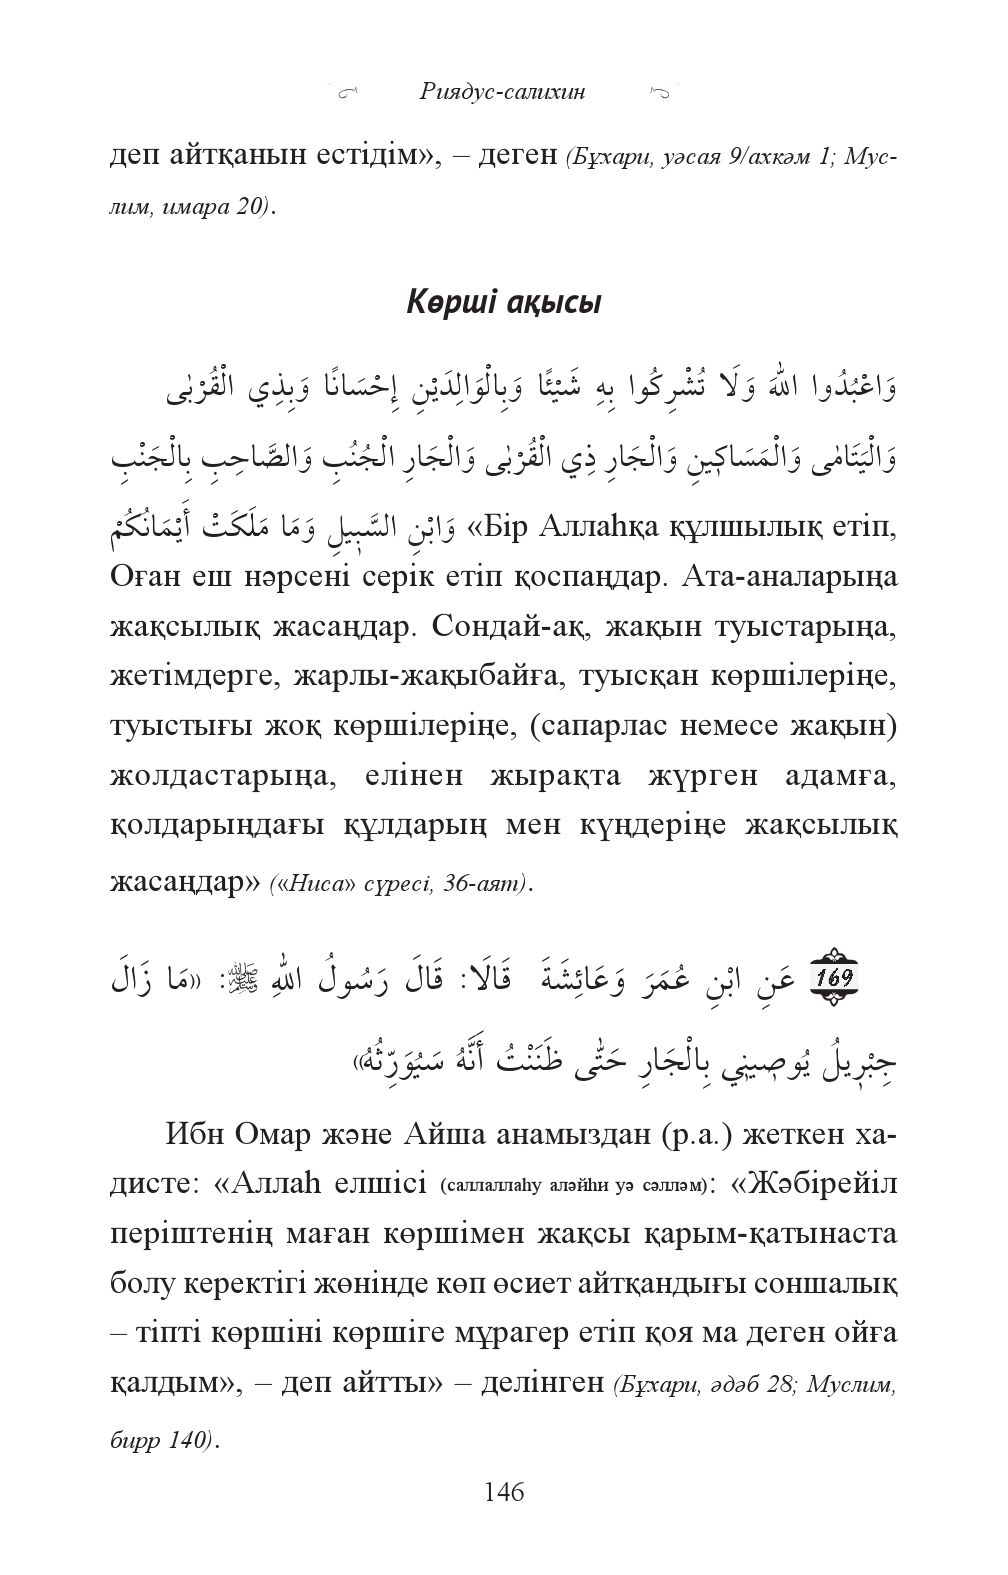 Риядус-салихин
деп айтқанын естідім», – деген (Бұхари, уәсая 9/ахкәм 1; Мус-
лим, имара 20).
Көрші ақысы
وَاعْبُدُوا اللهَ وَلَا تُشْرِكُوا بِهِ شَيْئًا وَبِالْوَالِدَيْنِ إِحْسَانًا وَبِذِي الْقُرْبٰى
وَالْيَتَامٰى وَالْمَسَاكِينِ وَالْجَارِ ذِي الْقُرْبٰى وَالْجَارِ الْجُنُبِ وَالصَّاحِبِ بِالْجَنْبِ
وَابْنِ السَّبِيلِ وَمَا مَلَكَتْ أَيْمَانُكُمْ «Бір Аллаһқа құлшылық етіп,
Оған еш нәрсені серік етіп қоспаңдар. Ата-аналарыңа
жақсылық жасаңдар. Сондай-ақ, жақын туыстарыңа,
жетімдерге, жарлы-жақыбайға, туысқан көршілеріңе,
туыстығы жоқ көршілеріңе, (сапарлас немесе жақын)
жолдастарыңа, елінен жырақта жүрген адамға,
қолдарыңдағы құлдарың мен күңдеріңе жақсылық
жасаңдар» («Ниса» сүресі, 36-аят).
169 عَنِ ابْنِ عُمَرَ وَعَائِشَةَ قَالَا: قَالَ رَسُولُ اللهِ ﷺ: «مَا زَالَ
جِبْرِيلُ يُوصِينِي بِالْجَارِ حَتّٰى ظَنَنْتُ أَنَّهُ سَيُوَرِّثُهُ»
Ибн Омар және Айша анамыздан (р.а.) жеткен ха-
дисте: «Аллаһ елшісі (саллаллаһу аләйһи уә сәлләм): «Жәбірейіл
періштенің маған көршімен жақсы қарым-қатынаста
болу керектігі жөнінде көп өсиет айтқандығы соншалық
– тіпті көршіні көршіге мұрагер етіп қоя ма деген ойға
қалдым», – деп айтты» – делінген (Бұхари, әдәб 28; Муслим,
бирр 140).
146